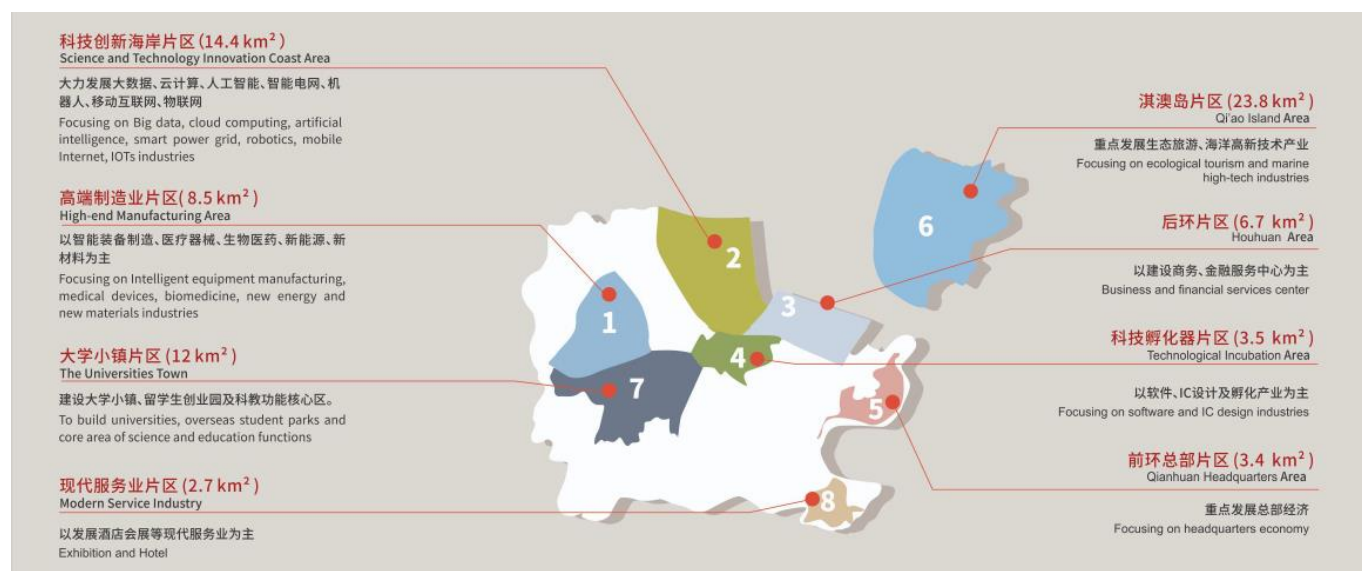 科技创新海岸片区(14.4 km²)
Science and Technology Innovation Coast Area
大力发展大数据、云计算、人工智能、智能电网、机
器人、移动互联网、物联网
Focusing on Big data, cloud computing, artificial
intelligence, smart power grid, robotics, mobile
Internet, IOTs industries
高端制造业片区( 8.5 km²)
High-end Manufacturing Area
以智能装备制造、医疗器械、生物医药、新能源、新
材料为主
Focusing on Intelligent equipment manufacturing,
medical devices, biomedicine, new energy and
new materials industries
大学小镇片区(12 km²)
The Universities Town
建设大学小镇、留学生创业园及科教功能核心区。
To build universities, overseas student parks and
core area of science and education functions
现代服务业片区(2.7 km²)
Modern Service Industry
以发展酒店会展等现代服务业为主
Exhibition and Hotel
6
2
3
1
4
7
5
8
淇澳岛片区(23.8 km²)
Qi'ao Island Area
重点发展生态旅游、海洋高新技术产业
Focusing on ecological tourism and marine
high-tech industries
后环片区(6.7 km²)
Houhuan Area
以建设商务、金融服务中心为主
Business and financial services center
科技孵化器片区(3.5 km²)
Technological Incubation Area
以软件、IC设计及孵化产业为主
Focusing on software and IC design industries
前环总部片区(3.4 km²)
Qianhuan Headquarters Area
重点发展总部经济
Focusing on headquarters economy